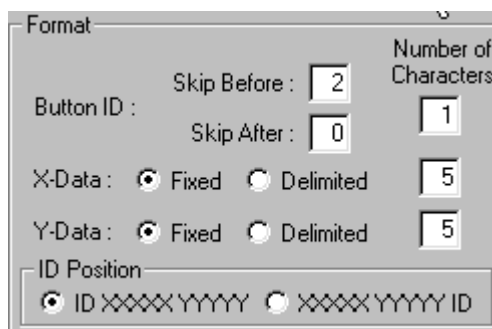 Format
Number of
Characters
Button ID :
Skip Before : 2
1
Skip After : 0
X-Data : Fixed Delimited 5
Y-Data : Fixed Delimited 5
ID Position
ID XXXXX YYYYY XXXXX YYYYY ID